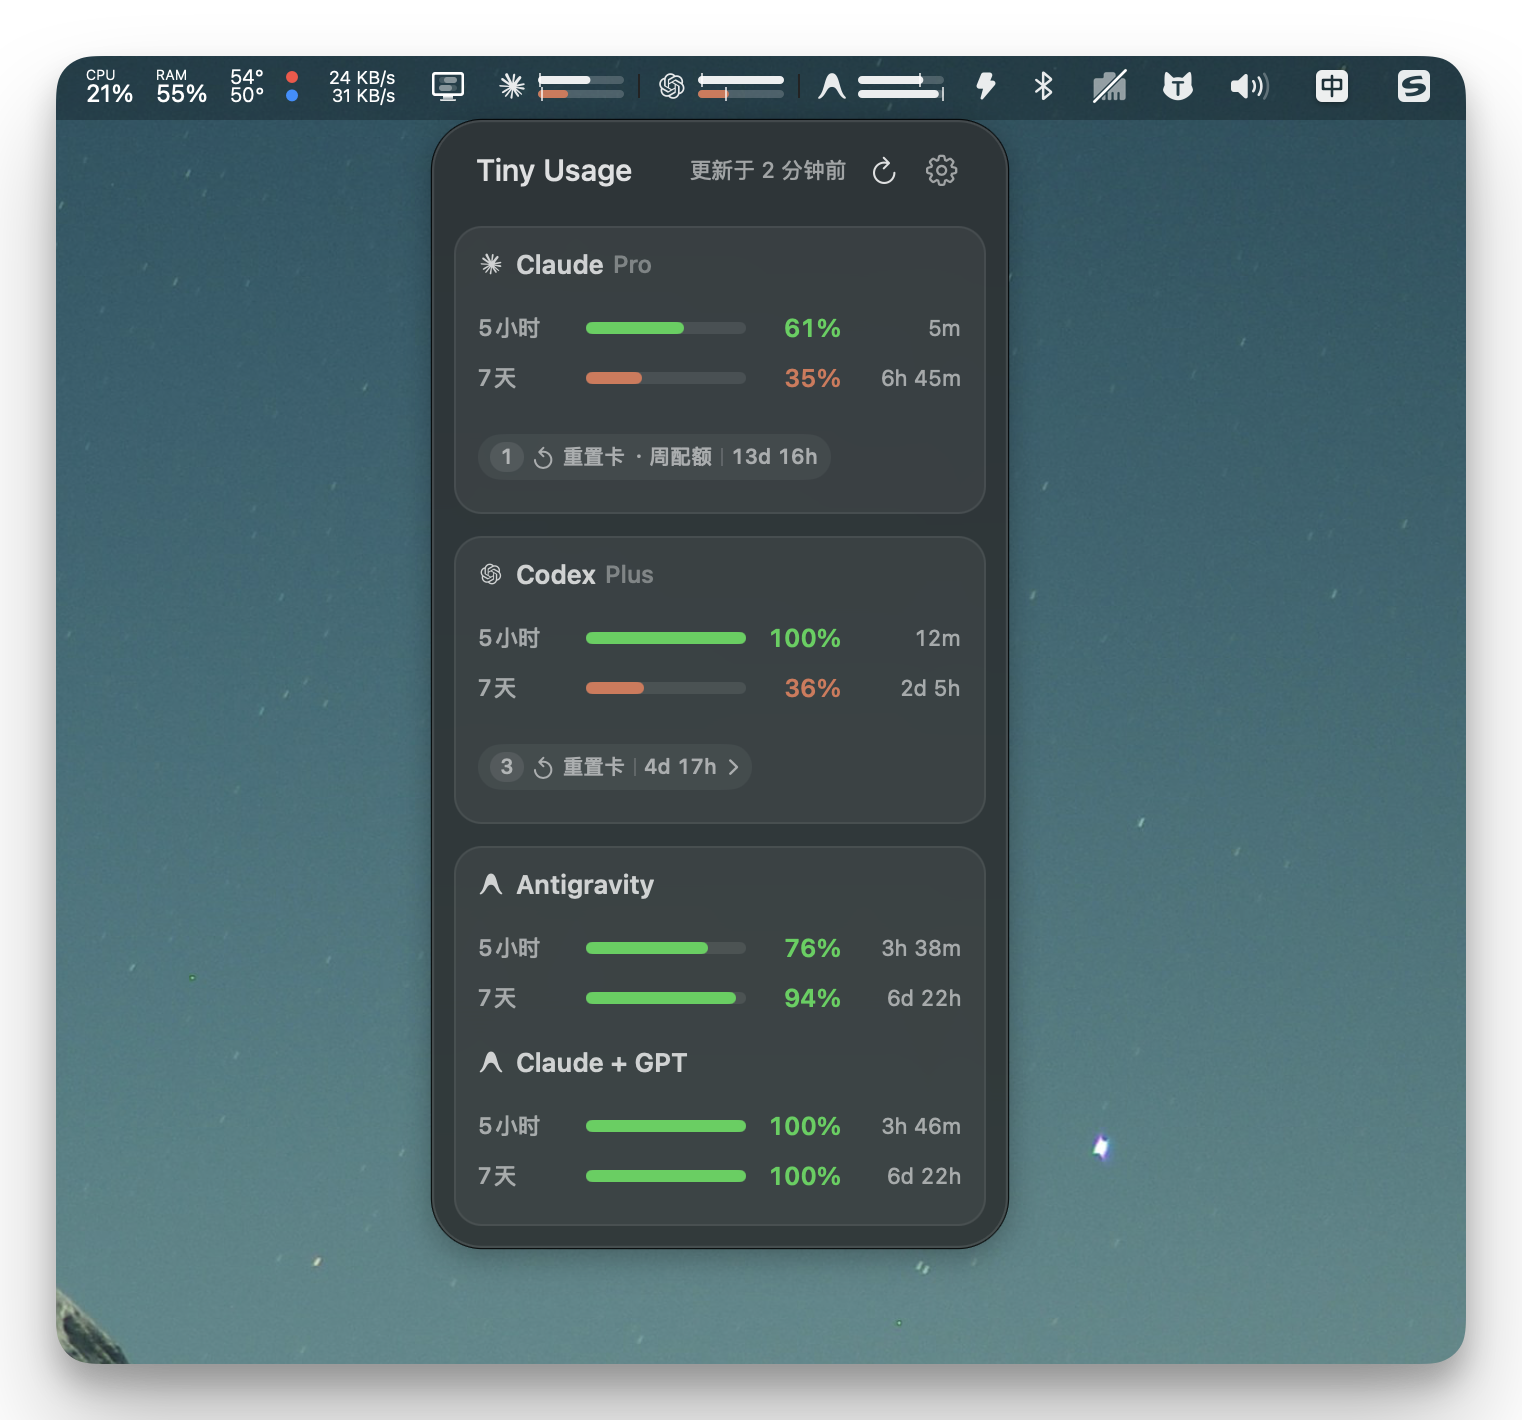 CPU RAM 54° 24 KB/s
21% 55% 50° 31 KB/s
中
Tiny Usage 更新于 2 分钟前
Claude Pro
5小时 61% 5m
7天 35% 6h 45m
1 重置卡 · 周配额 | 13d 16h
Codex Plus
5小时 100% 12m
7天 36% 2d 5h
3 重置卡 | 4d 17h >
Antigravity
5小时 76% 3h 38m
7天 94% 6d 22h
Claude + GPT
5小时 100% 3h 46m
7天 100% 6d 22h